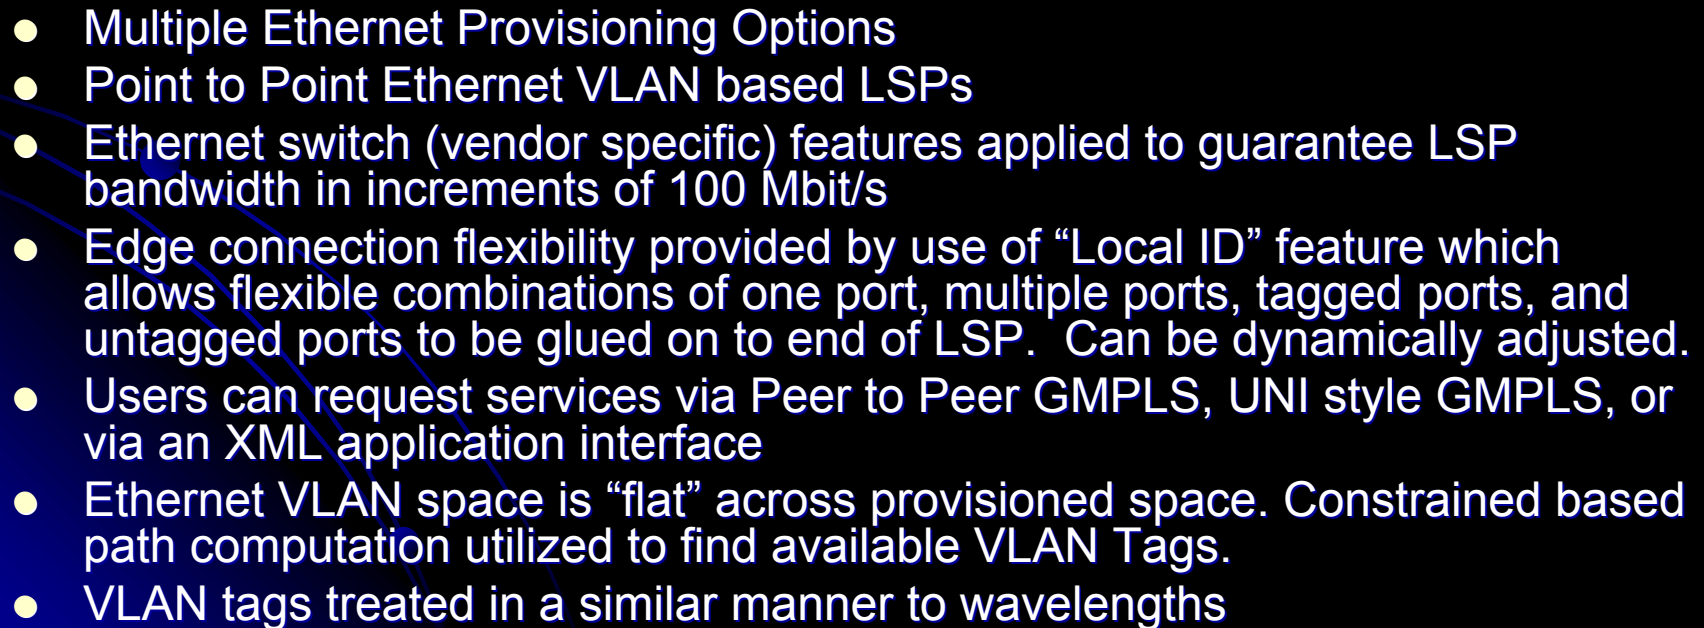 ● Multiple Ethernet Provisioning Options
● Point to Point Ethernet VLAN based LSPs
● Ethernet switch (vendor specific) features applied to guarantee LSP
bandwidth in increments of 100 Mbit/s
● Edge connection flexibility provided by use of “Local ID” feature which
allows flexible combinations of one port, multiple ports, tagged ports, and
untagged ports to be glued on to end of LSP.  Can be dynamically adjusted.
● Users can request services via Peer to Peer GMPLS, UNI style GMPLS, or
via an XML application interface
● Ethernet VLAN space is “flat” across provisioned space. Constrained based
path computation utilized to find available VLAN Tags.
● VLAN tags treated in a similar manner to wavelengths